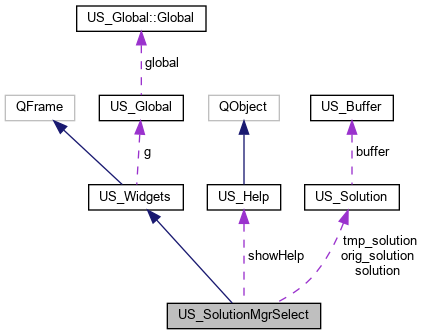 US_Global::Global
global
QFrame
US_Global
QObject
US_Buffer
g
buffer
US_Widgets
US_Help
US_Solution
showHelp
tmp_solution
orig_solution
solution
US_SolutionMgrSelect